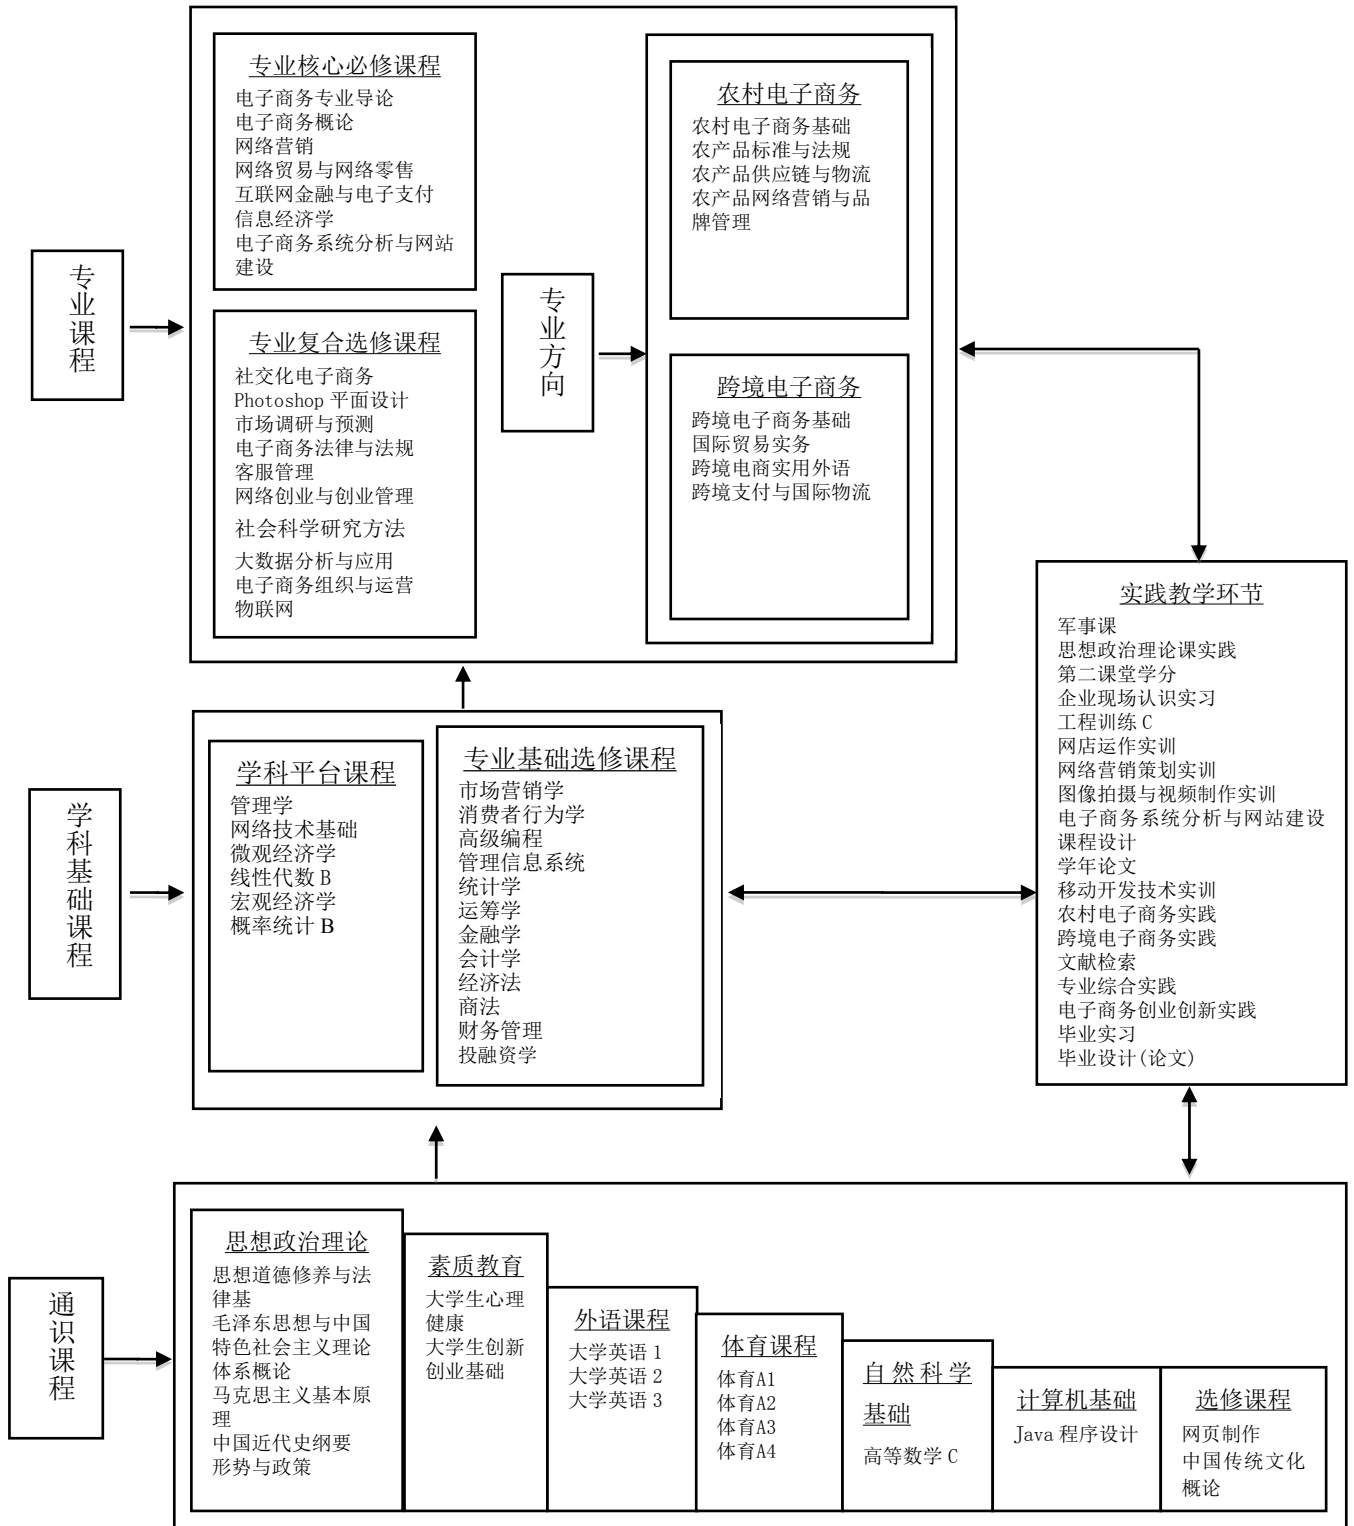 专业课程
专业核心必修课程
电子商务专业导论
电子商务概论
网络营销
网络贸易与网络零售
互联网金融与电子支付
信息经济学
电子商务系统分析与网站
建设
专业复合选修课程
社交化电子商务
Photoshop 平面设计
市场调研与预测
电子商务法律与法规
客服管理
网络创业与创业管理
社会科学研究方法
大数据分析与应用
电子商务组织与运营
物联网
专业方向
农村电子商务
农村电子商务基础
农产品标准与法规
农产品供应链与物流
农产品网络营销与品
牌管理
跨境电子商务
跨境电子商务基础
国际贸易实务
跨境电商实用外语
跨境支付与国际物流
实践教学环节
军事课
思想政治理论课实践
第二课堂学分
企业现场认识实习
工程训练 C
网店运作实训
网络营销策划实训
图像拍摄与视频制作实训
电子商务系统分析与网站建设
课程设计
学年论文
移动开发技术实训
农村电子商务实践
跨境电子商务实践
文献检索
专业综合实践
电子商务创业创新实践
毕业实习
毕业设计(论文)
学科基础课程
学科平台课程
管理学
网络技术基础
微观经济学
线性代数 B
宏观经济学
概率统计 B
专业基础选修课程
市场营销学
消费者行为学
高级编程
管理信息系统
统计学
运筹学
金融学
会计学
经济法
商法
财务管理
投融资学
通识课程
思想政治理论
思想道德修养与法
律基
毛泽东思想与中国
特色社会主义理论
体系概论
马克思主义基本原
理
中国近代史纲要
形势与政策
素质教育
大学生心理
健康
大学生创新
创业基础
外语课程
大学英语 1
大学英语 2
大学英语 3
体育课程
体育A1
体育A2
体育A3
体育A4
自然科学
基础
高等数学 C
计算机基础
Java 程序设计
选修课程
网页制作
中国传统文化
概论